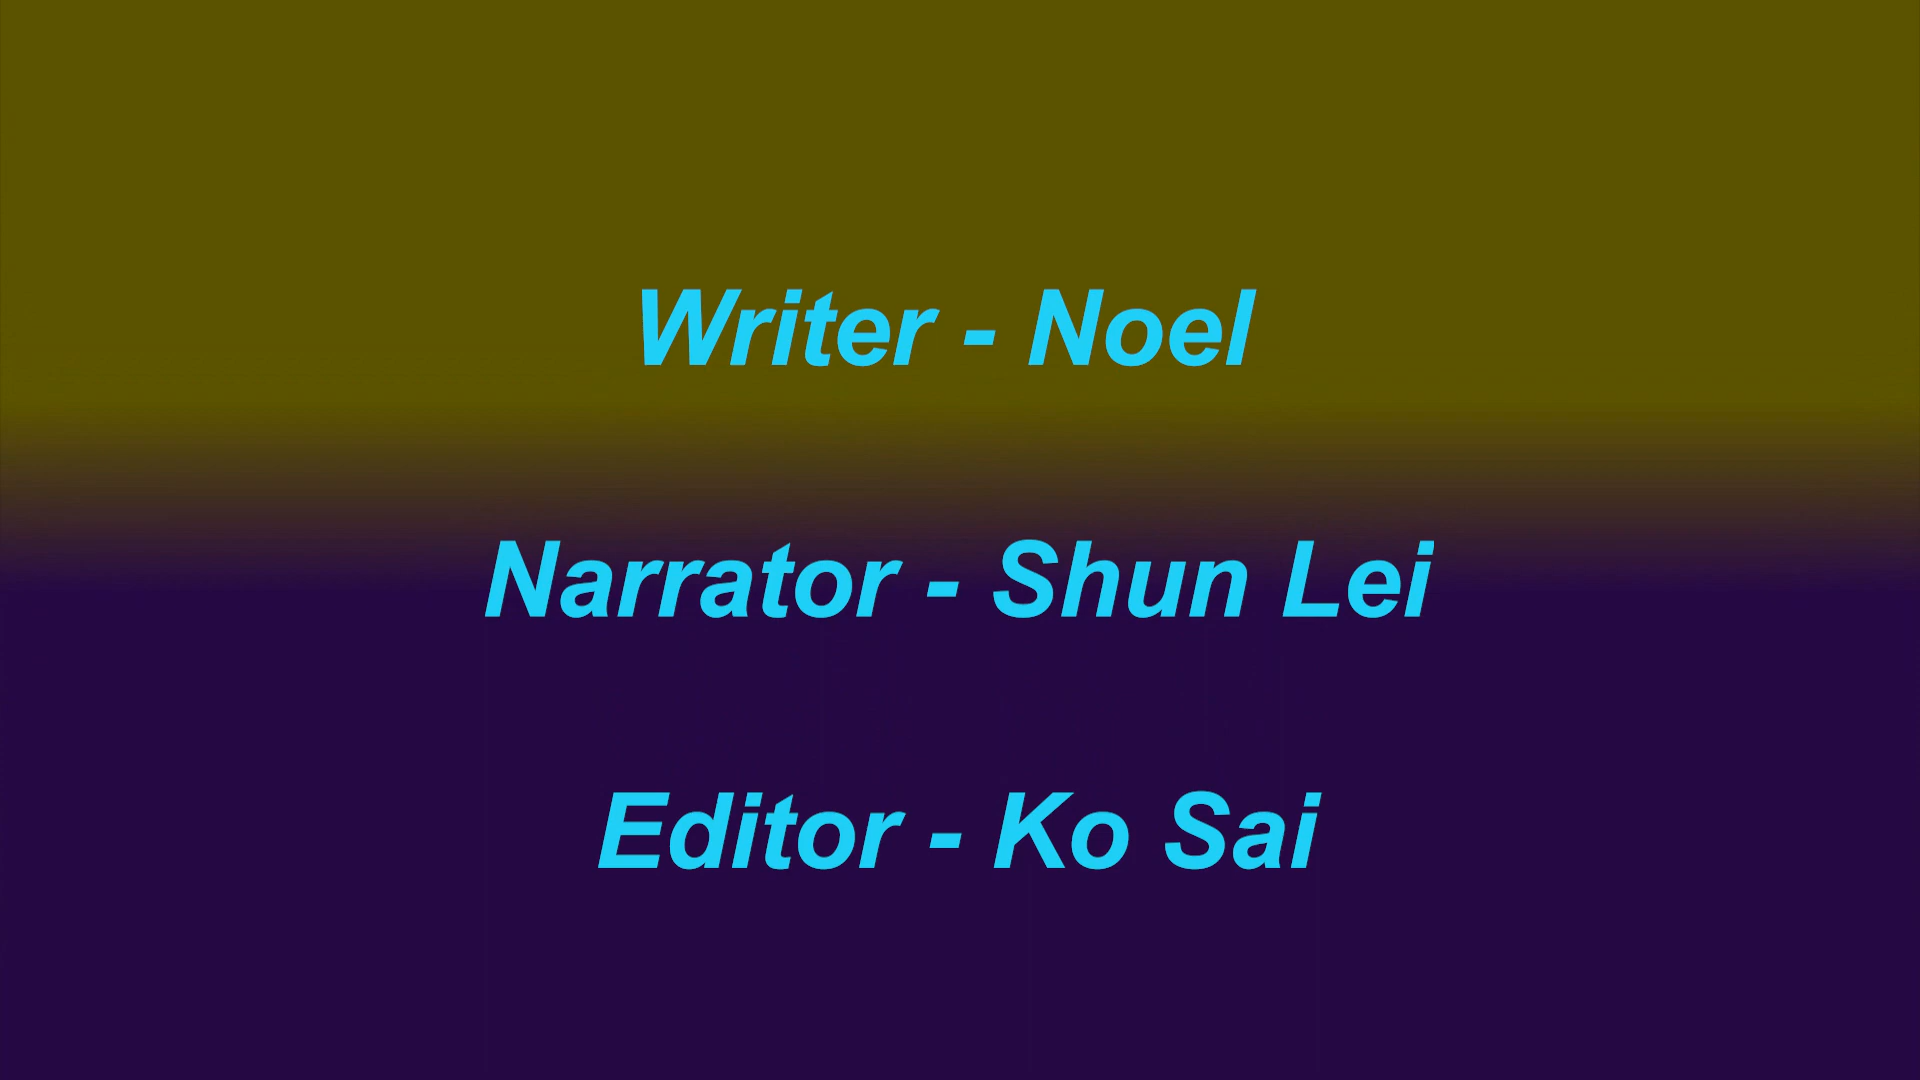 Writer - Noel
Narrator - Shun Lei
Editor - Ko Sai